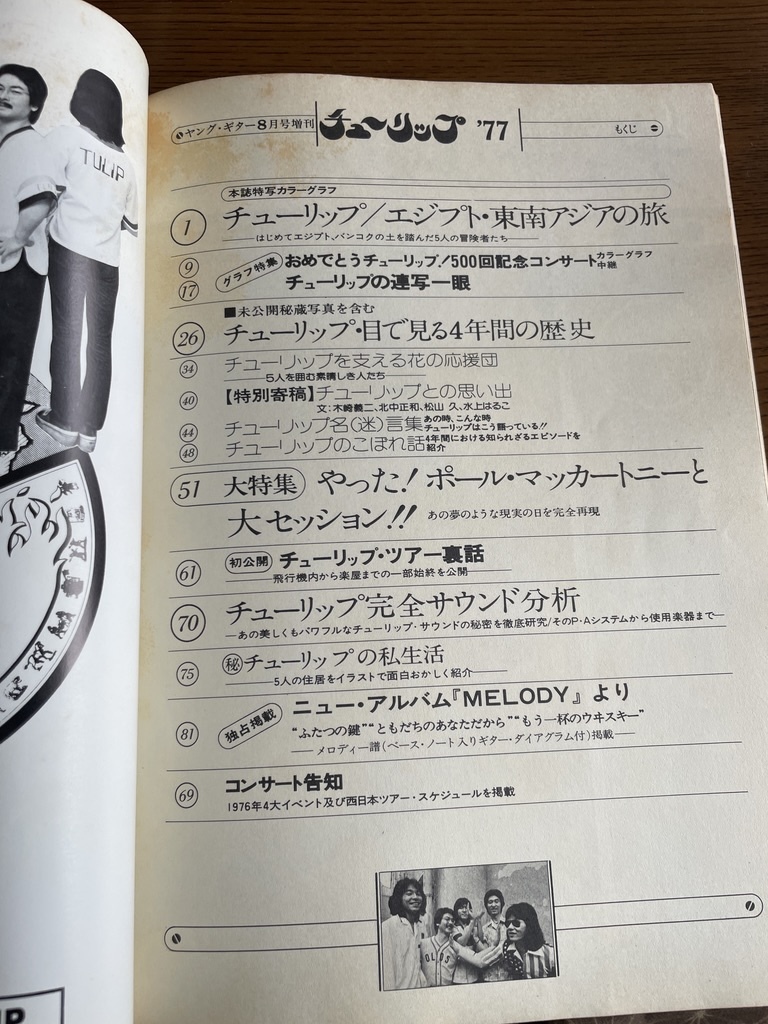 TULIP
ヤング・ギター8月号増刊 チューリップ '77 もくじ
本誌特写カラーグラフ
1 チューリップ/エジプト・東南アジアの旅
──はじめてエジプト、バンコクの土を踏んだ5人の冒険者たち──
9 グラフ特集 おめでとうチューリップ!/500回記念コンサート カラーグラフ中継
17 チューリップの連写一眼
■未公開秘蔵写真を含む
26 チューリップ・目で見る4年間の歴史
34 チューリップを支える花の応援団
──5人を囲む素晴しき人たち──
40 【特別寄稿】チューリップとの思い出
文:木崎義二、北中正和、松山 久、水上はるこ
44 チューリップ名(迷)言集 あの時、こんな時チューリップはこう語っている!!
48 チューリップのこぼれ話 4年間における知られざるエピソードを紹介
51 大特集 やった! ポール・マッカートニーと
大セッション!! あの夢のような現実の日を完全再現
61 初公開 チューリップ・ツアー裏話
──飛行機内から楽屋までの一部始終を公開──
70 チューリップ完全サウンド分析
─あの美しくもパワフルなチューリップ・サウンドの秘密を徹底研究/そのP・Aシステムから使用楽器まで─
75 ㊙チューリップの私生活
──5人の住居をイラストで面白おかしく紹介──
81 独占掲載 ニュー・アルバム『MELODY』より
“ふたつの鍵”“ともだちのあなただから”“もう一杯のウヰスキー”
──メロディー譜(ベース・ノート入りギター・ダイアグラム付)掲載──
69 コンサート告知
1976年4大イベント及び西日本ツアー・スケジュールを掲載